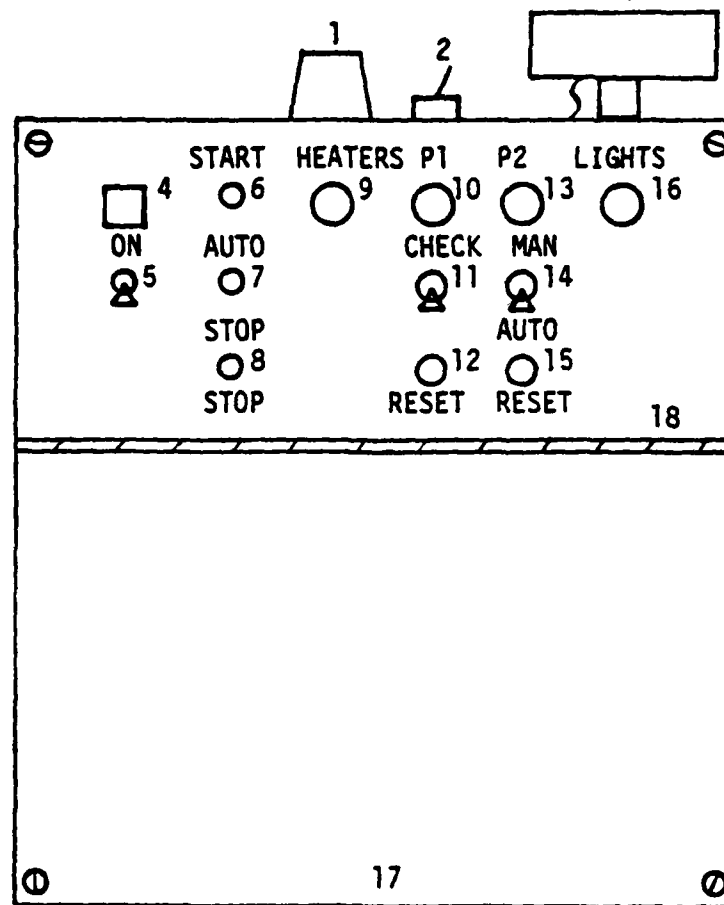 1
2
START HEATERS P1 P2 LIGHTS
4 6 9 10 13 16
ON AUTO CHECK MAN
5 7 11 14
STOP AUTO
8 12 15
STOP RESET RESET
18
17